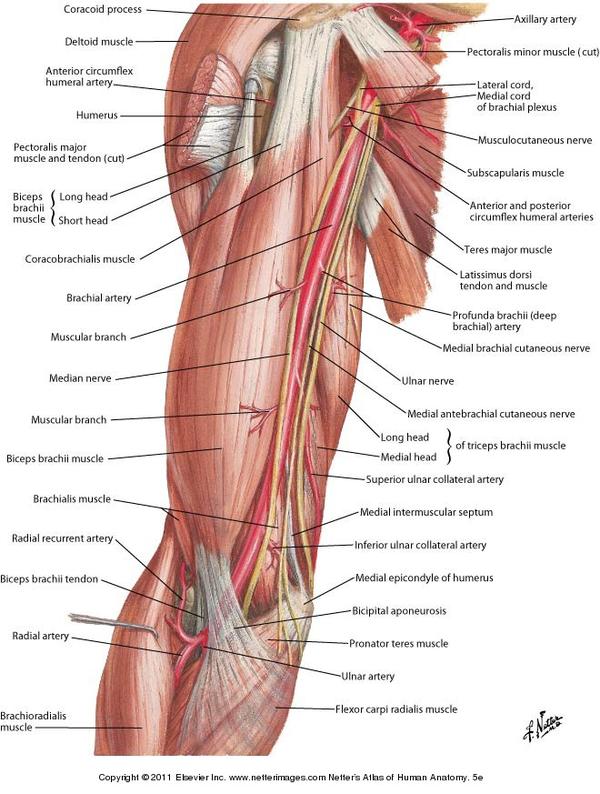 Coracoid process
Deltoid muscle
Anterior circumflex
humeral artery
Humerus
Pectoralis major
muscle and tendon (cut)
Biceps
brachii
muscle
Long head
Short head
Coracobrachialis muscle
Brachial artery
Muscular branch
Median nerve
Muscular branch
Biceps brachii muscle
Brachialis muscle
Radial recurrent artery
Biceps brachii tendon
Radial artery
Brachioradialis
muscle
Axillary artery
Pectoralis minor muscle (cut)
Lateral cord,
Medial cord
of brachial plexus
Musculocutaneous nerve
Subscapularis muscle
Anterior and posterior
circumflex humeral arteries
Teres major muscle
Latissimus dorsi
tendon and muscle
Profunda brachii (deep
brachial) artery
Medial brachial cutaneous nerve
Ulnar nerve
Medial antebrachial cutaneous nerve
Long head
Medial head
of triceps brachii muscle
Superior ulnar collateral artery
Medial intermuscular septum
Inferior ulnar collateral artery
Medial epicondyle of humerus
Bicipital aponeurosis
Pronator teres muscle
Ulnar artery
Flexor carpi radialis muscle
F. Netter
M.D.
Copyright © 2011 Elsevier Inc. www.netterimages.com Netter's Atlas of Human Anatomy. 5e